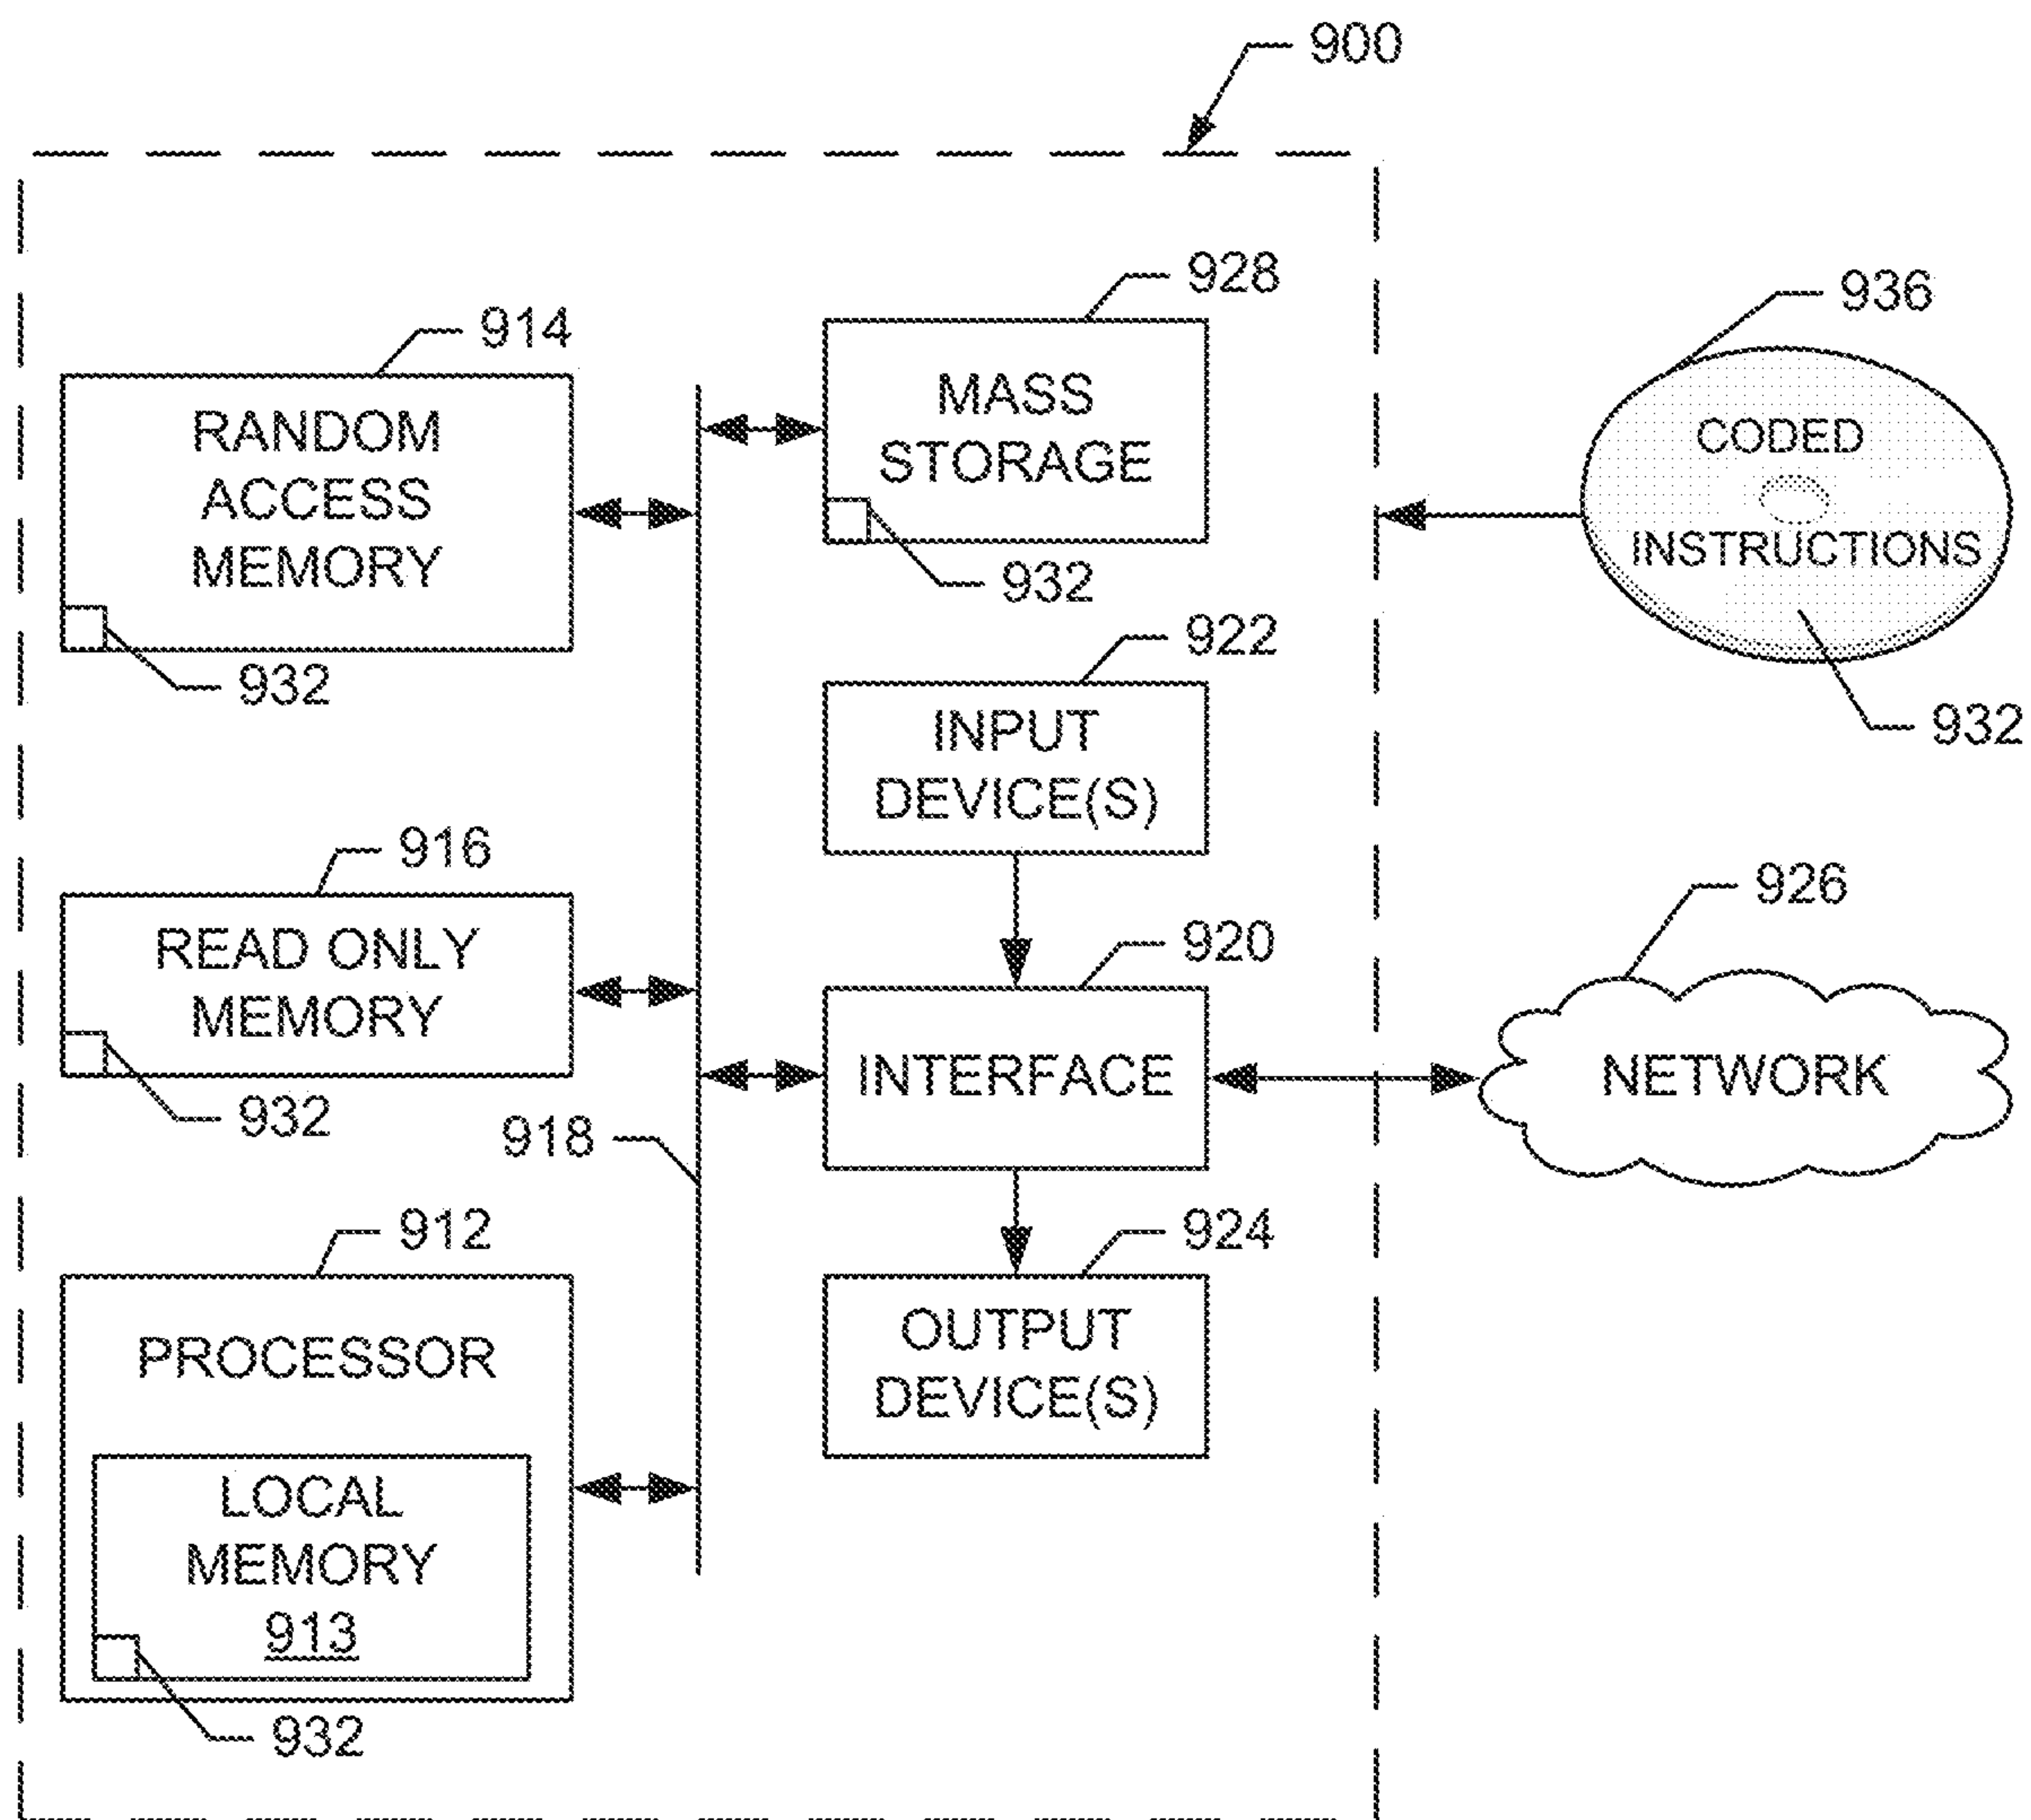 900
914
RANDOM
ACCESS
MEMORY
932
916
READ ONLY
MEMORY
932
918
912
PROCESSOR
LOCAL
MEMORY
913
932
928
MASS
STORAGE
932
922
INPUT
DEVICE(S)
920
INTERFACE
924
OUTPUT
DEVICE(S)
936
CODED
INSTRUCTIONS
932
926
NETWORK